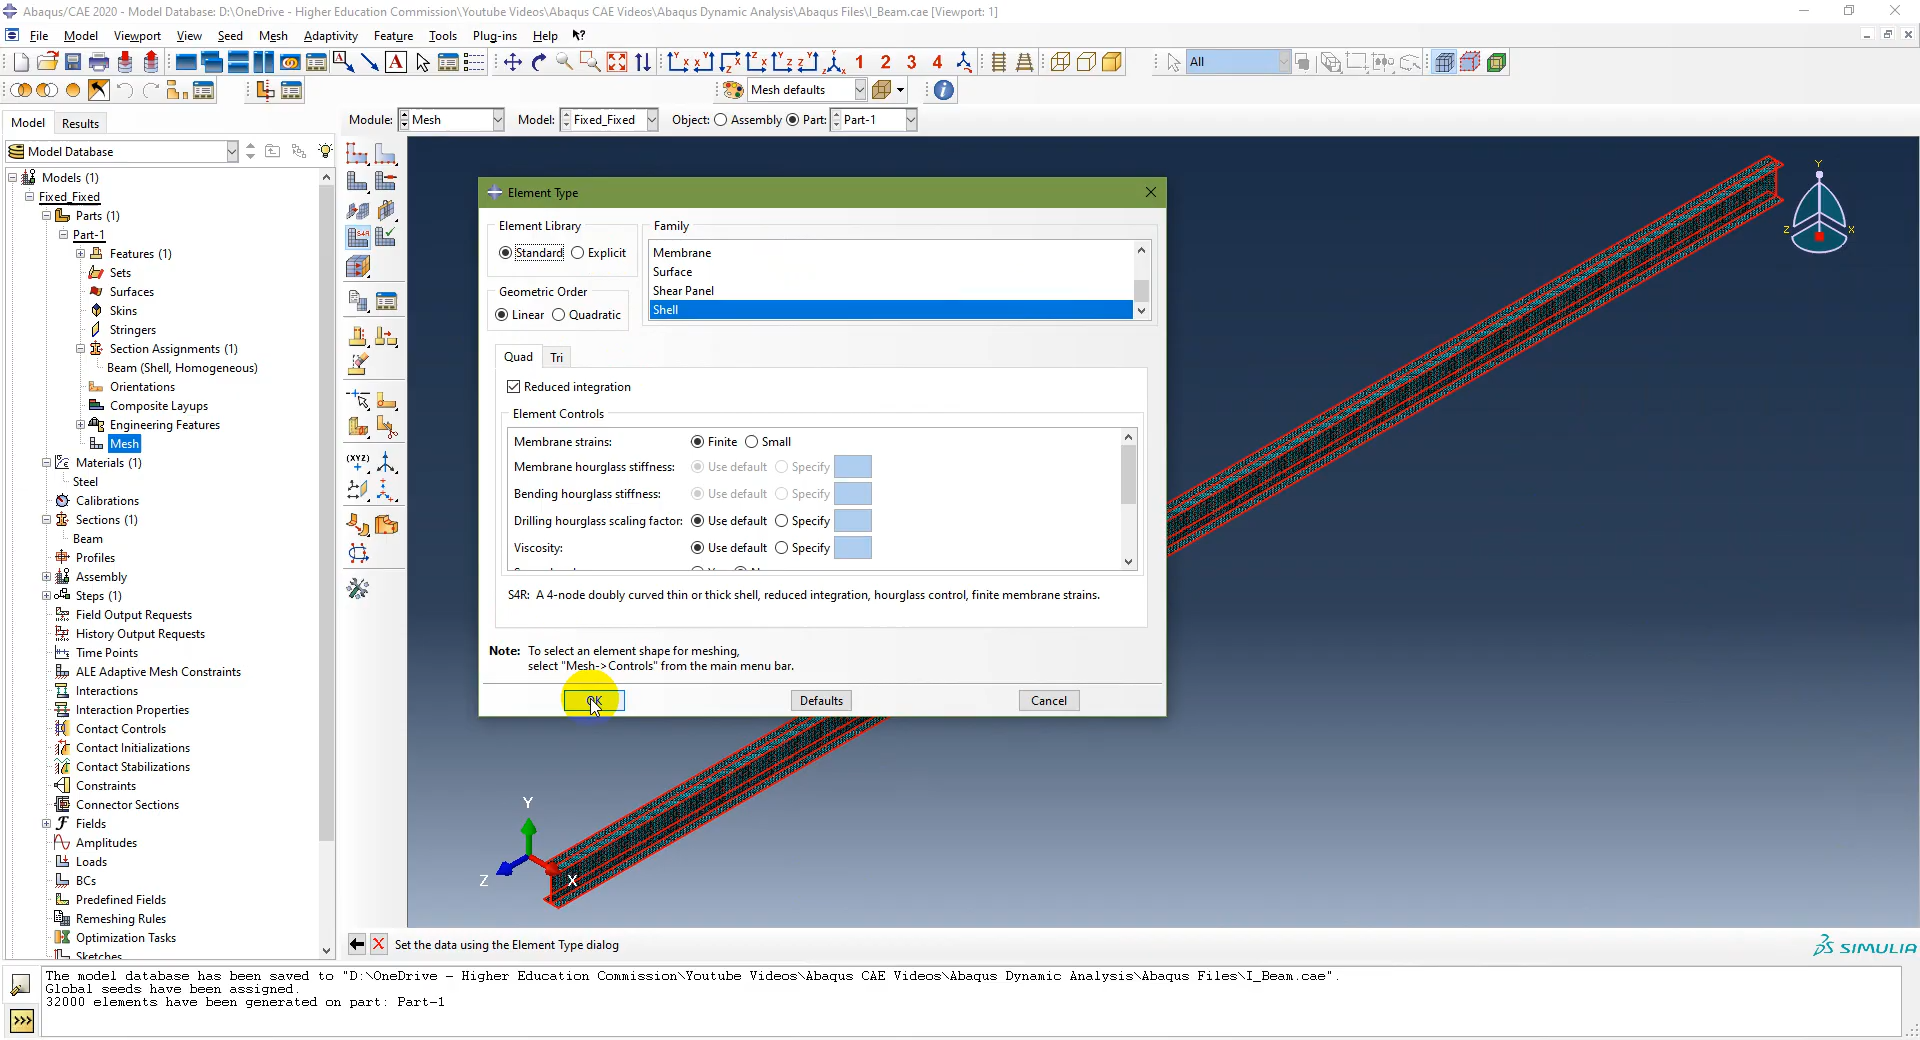 Abaqus/CAE 2020 - Model Database: D:\OneDrive - Higher Education Commission\Youtube Videos\Abaqus CAE Videos\Abaqus Dynamic Analysis\Abaqus Files\I_Beam.cae [Viewport: 1]
File Model Viewport View Seed Mesh Adaptivity Feature Tools Plug-ins Help
1 2 3 4 All
Mesh defaults
Model Results
Module: Mesh Model: Fixed_Fixed Object: Assembly Part: Part-1
Model Database
Models (1)
Fixed_Fixed
Parts (1)
Part-1
Features (1)
Sets
Surfaces
Skins
Stringers
Section Assignments (1)
Beam (Shell, Homogeneous)
Orientations
Composite Layups
Engineering Features
Mesh
Materials (1)
Steel
Calibrations
Sections (1)
Beam
Profiles
Assembly
Steps (1)
Field Output Requests
History Output Requests
Time Points
ALE Adaptive Mesh Constraints
Interactions
Interaction Properties
Contact Controls
Contact Initializations
Contact Stabilizations
Constraints
Connector Sections
Fields
Amplitudes
Loads
BCs
Predefined Fields
Remeshing Rules
Optimization Tasks
Sketches
Element Type
Element Library
Standard Explicit
Geometric Order
Linear Quadratic
Family
Membrane
Surface
Shear Panel
Shell
Quad Tri
Reduced integration
Element Controls
Membrane strains: Finite Small
Membrane hourglass stiffness: Use default Specify
Bending hourglass stiffness: Use default Specify
Drilling hourglass scaling factor: Use default Specify
Viscosity: Use default Specify
S4R: A 4-node doubly curved thin or thick shell, reduced integration, hourglass control, finite membrane strains.
Note: To select an element shape for meshing,
select "Mesh->Controls" from the main menu bar.
OK Defaults Cancel
Y
Z
X
Y
Z
X
Set the data using the Element Type dialog
SIMULIA
The model database has been saved to "D:\OneDrive - Higher Education Commission\Youtube Videos\Abaqus CAE Videos\Abaqus Dynamic Analysis\Abaqus Files\I_Beam.cae".
Global seeds have been assigned.
32000 elements have been generated on part: Part-1
>>>